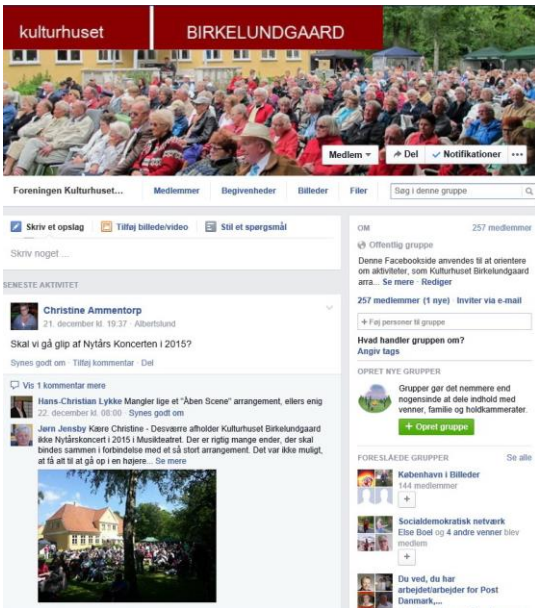 kulturhuset BIRKELUNDGAARD
Medlem Del Notifikationer
Foreningen Kulturhuset... Medlemmer Begivenheder Billeder Filer Søg i denne gruppe
Skriv et opslag Tilføj billede/video Stil et spørgsmål
Skriv noget ...
SENESTE AKTIVITET
Christine Ammentorp
21. december kl. 19:37 · Albertslund
Skal vi gå glip af Nytårs Koncerten i 2015?
Synes godt om · Tilføj kommentar · Del
Vis 1 kommentar mere
Hans-Christian Lykke Mangler lige et "Åben Scene" arrangement, ellers enig
22. december kl. 08:00 · Synes godt om
Jørn Jensby Kære Christine - Desværre afholder Kulturhuset Birkelundgaard
ikke Nytårskoncert i 2015 i Musikteatret. Der er rigtig mange ender, der skal
bindes sammen i forbindelse med et så stort arrangement. Det var ikke muligt,
at få alt til at gå op i en højere... Se mere
OM 257 medlemmer
Offentlig gruppe
Denne Facebookside anvendes til at orientere
om aktiviteter, som Kulturhuset Birkelundgaard
arra... Se mere · Rediger
257 medlemmer (1 nye) · Inviter via e-mail
+ Føj personer til gruppe
Hvad handler gruppen om?
Angiv tags
OPRET NYE GRUPPER
Grupper gør det nemmere end
nogensinde at dele indhold med
venner, familie og holdkammerater.
+ Opret gruppe
FORESLÅEDE GRUPPER Se alle
København i Billeder
144 medlemmer
+
Socialdemokratisk netværk
Else Boel og 4 andre venner blev
medlem
+
Du ved, du har
arbejdet/arbejder for Post
Danmark,...